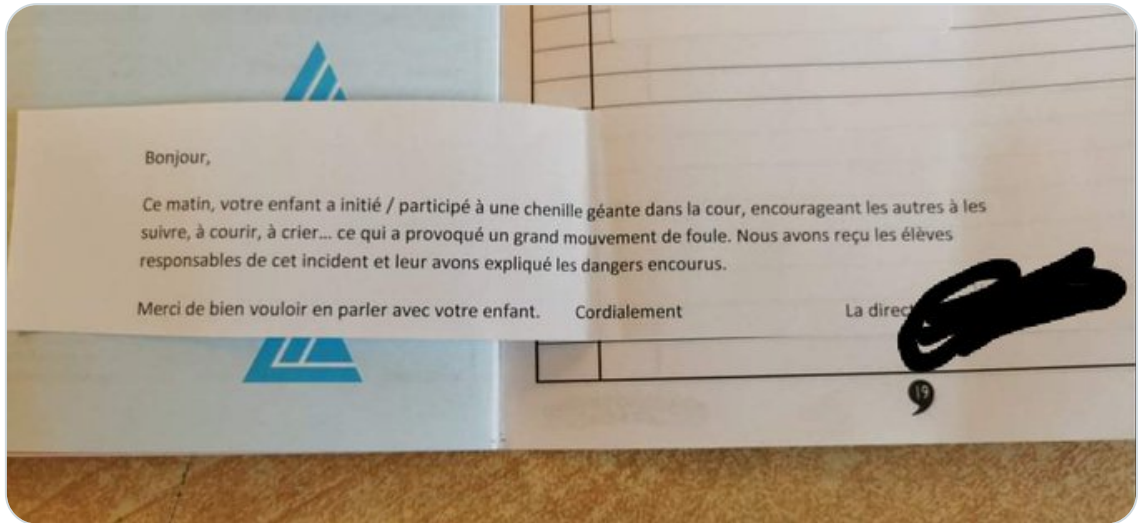 Bonjour,
Ce matin, votre enfant a initié / participé à une chenille géante dans la cour, encourageant les autres à les
suivre, à courir, à crier... ce qui a provoqué un grand mouvement de foule. Nous avons reçu les élèves
responsables de cet incident et leur avons expliqué les dangers encourus.
Merci de bien vouloir en parler avec votre enfant. Cordialement La direc
19